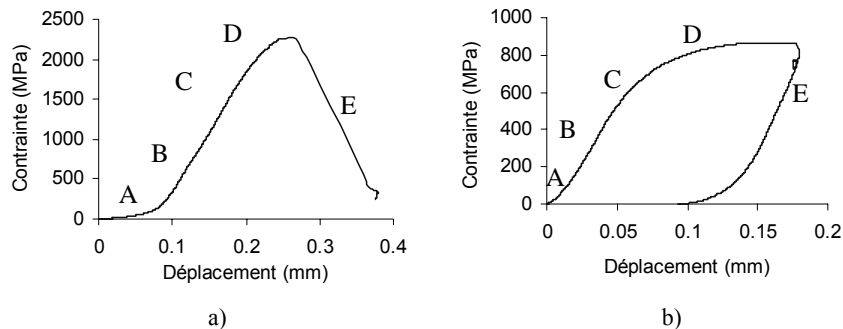 2500
2000
1500
1000
500
0
0
0.1
0.2
0.3
0.4
Contrainte (MPa)
Déplacement (mm)
A
B
C
D
E
a)
1000
800
600
400
200
0
0
0.05
0.1
0.15
0.2
Contrainte (MPa)
Déplacement (mm)
A
B
C
D
E
b)